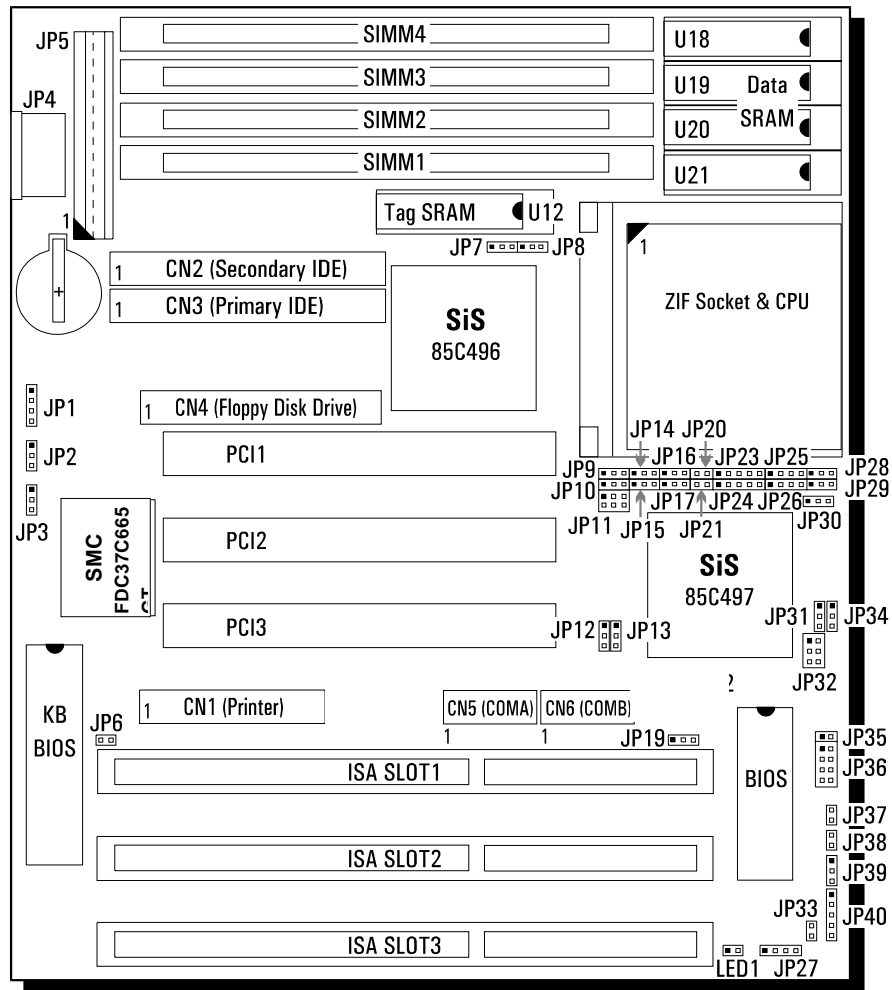 SIMM4
U18
JP5
SIMM3
U19 Data
JP4
SIMM2
U20 SRAM
SIMM1
U21
Tag SRAM U12
1
JP7 JP8
1
1 CN2 (Secondary IDE)
+
1 CN3 (Primary IDE)
SiS
85C496
ZIF Socket & CPU
JP1
1 CN4 (Floppy Disk Drive)
JP14 JP20
JP2
PCI1
JP9 JP16 JP23 JP25 JP28
JP10 JP17 JP24 JP26 JP29
JP3
JP11 JP15 JP21 JP30
SMC
FDC37C665
GT
PCI2
SiS
85C497
PCI3
JP12 JP13
JP31 JP34
JP32
2
KB
BIOS
JP6
1 CN1 (Printer)
CN5 (COMA) CN6 (COMB)
1 1
JP19
JP35
JP36
ISA SLOT1
BIOS
JP37
JP38
ISA SLOT2
JP39
JP33
JP40
ISA SLOT3
LED1 JP27